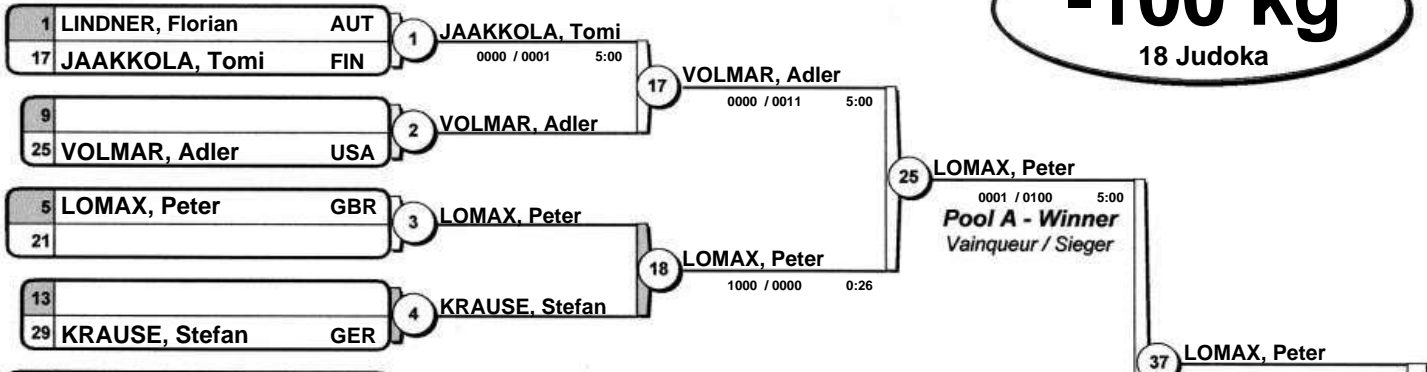 -100 kg
18 Judoka
1 LINDNER, Florian AUT
17 JAAKKOLA, Tomi FIN
1 JAAKKOLA, Tomi
0000 / 0001 5:00
9
25 VOLMAR, Adler USA
2 VOLMAR, Adler
17 VOLMAR, Adler
0000 / 0011 5:00
5 LOMAX, Peter GBR
21
3 LOMAX, Peter
13
29 KRAUSE, Stefan GER
4 KRAUSE, Stefan
18 LOMAX, Peter
1000 / 0000 0:26
25 LOMAX, Peter
0001 / 0100 5:00
Pool A - Winner
Vainqueur / Sieger
37 LOMAX, Peter